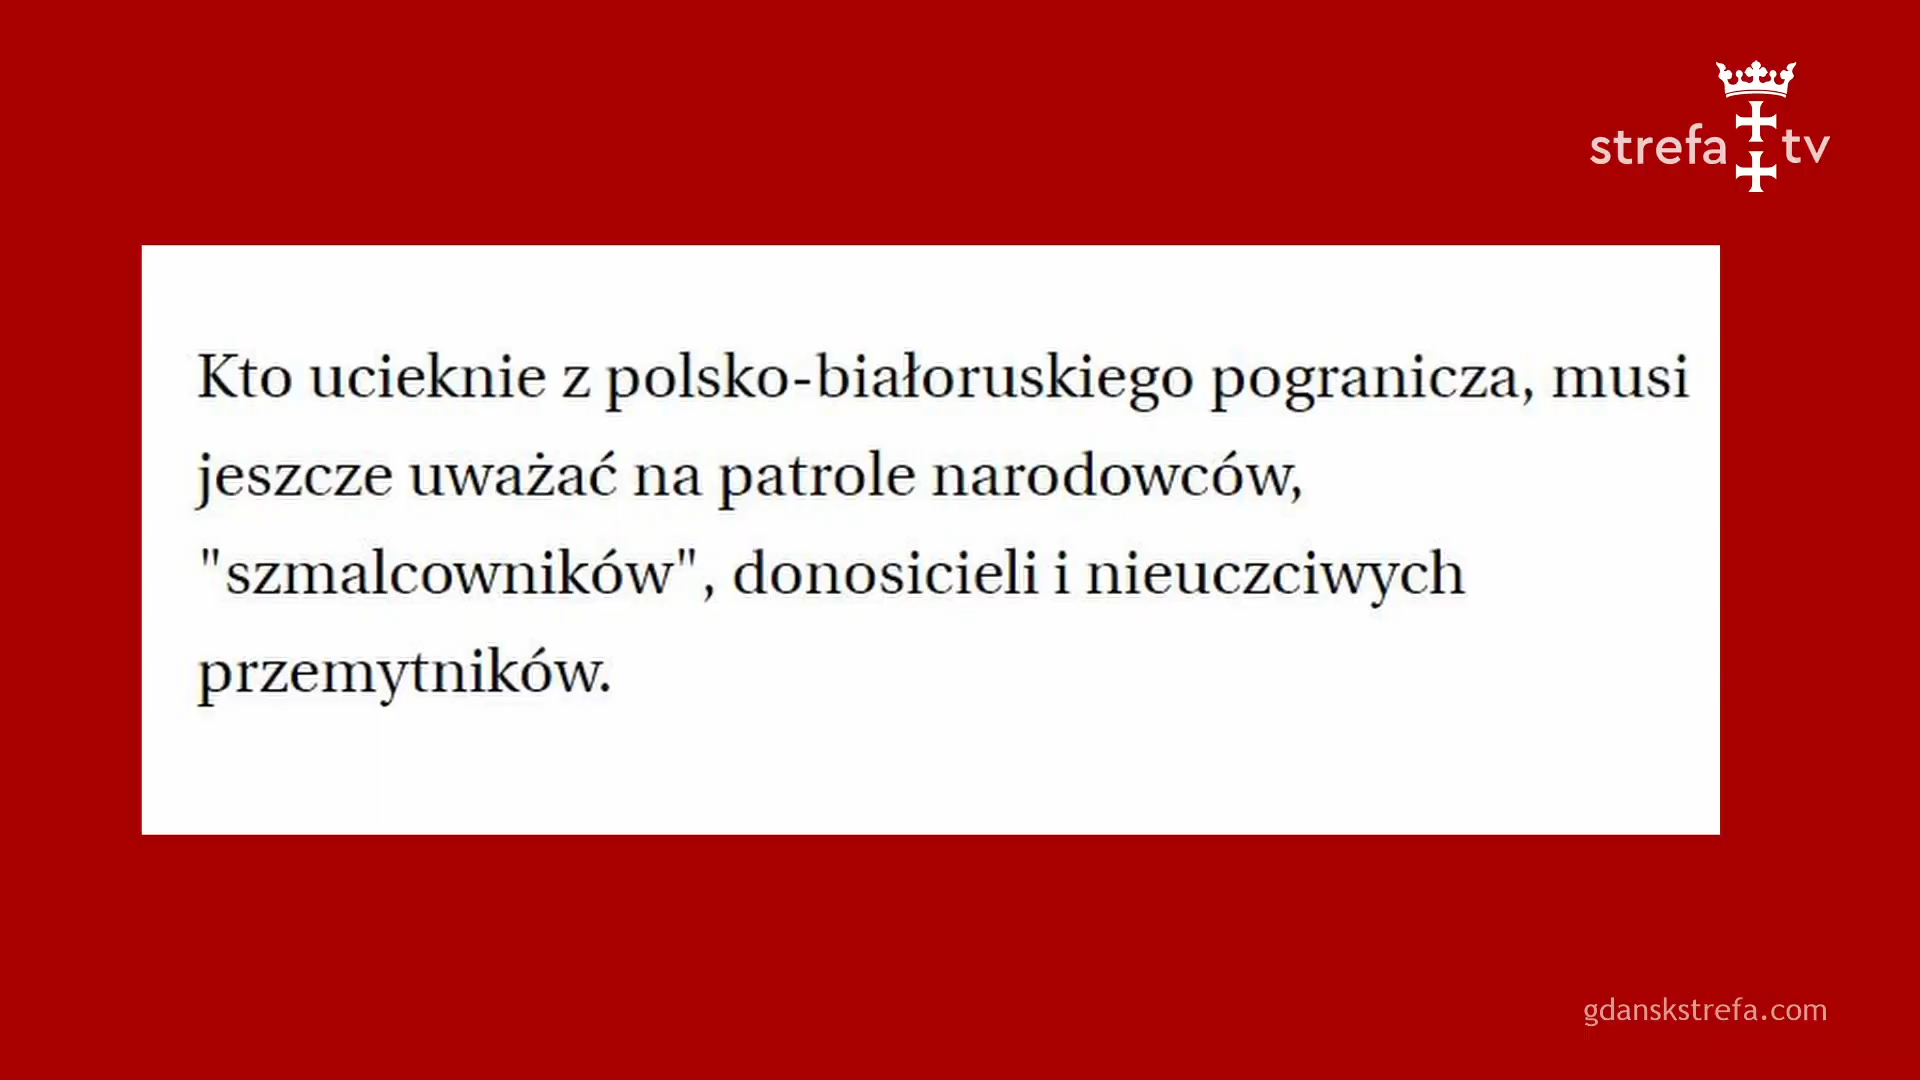 strefa tv
Kto ucieknie z polsko-białoruskiego pogranicza, musi
jeszcze uważać na patrole narodowców,
"szmalcowników", donosicieli i nieuczciwych
przemytników.
gdanskstrefa.com